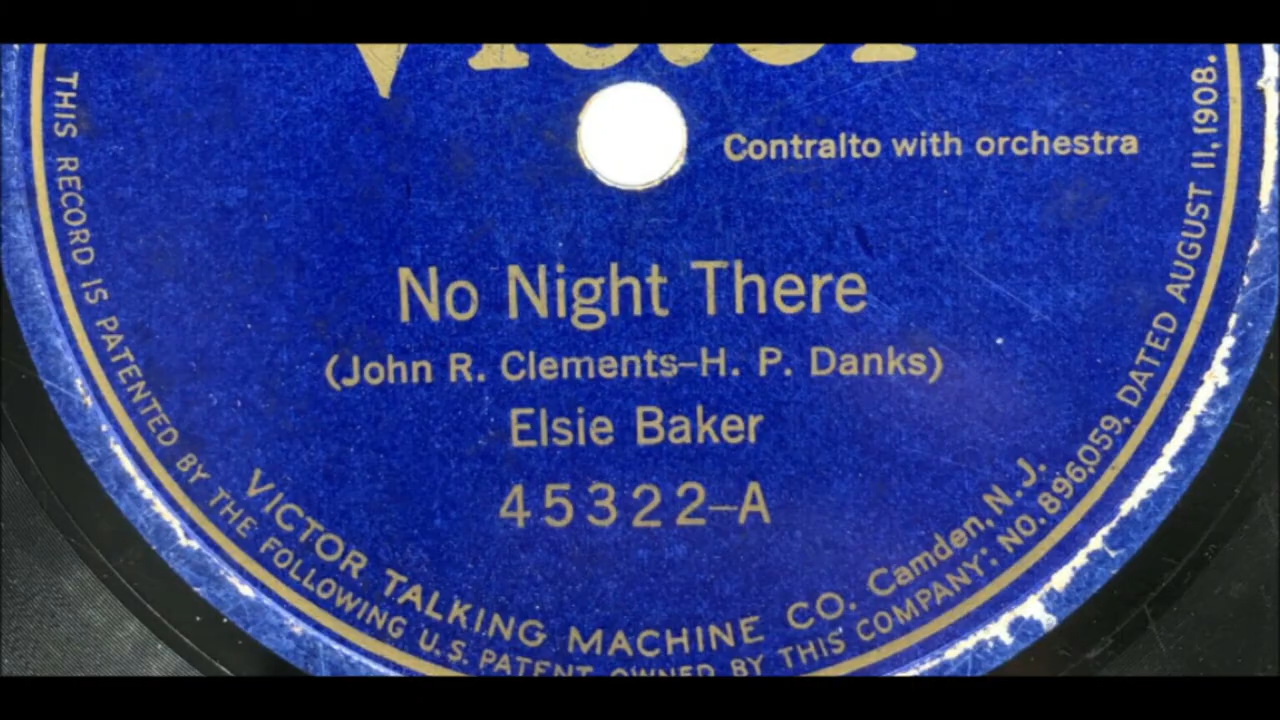 Victor
Contralto with orchestra
No Night There
(John R. Clements–H. P. Danks)
Elsie Baker
45322–A
VICTOR TALKING MACHINE CO. Camden, N.J.
THIS RECORD IS PATENTED BY THE FOLLOWING U.S. PATENT OWNED BY THIS COMPANY: NO. 896,059, DATED AUGUST 11, 1908.